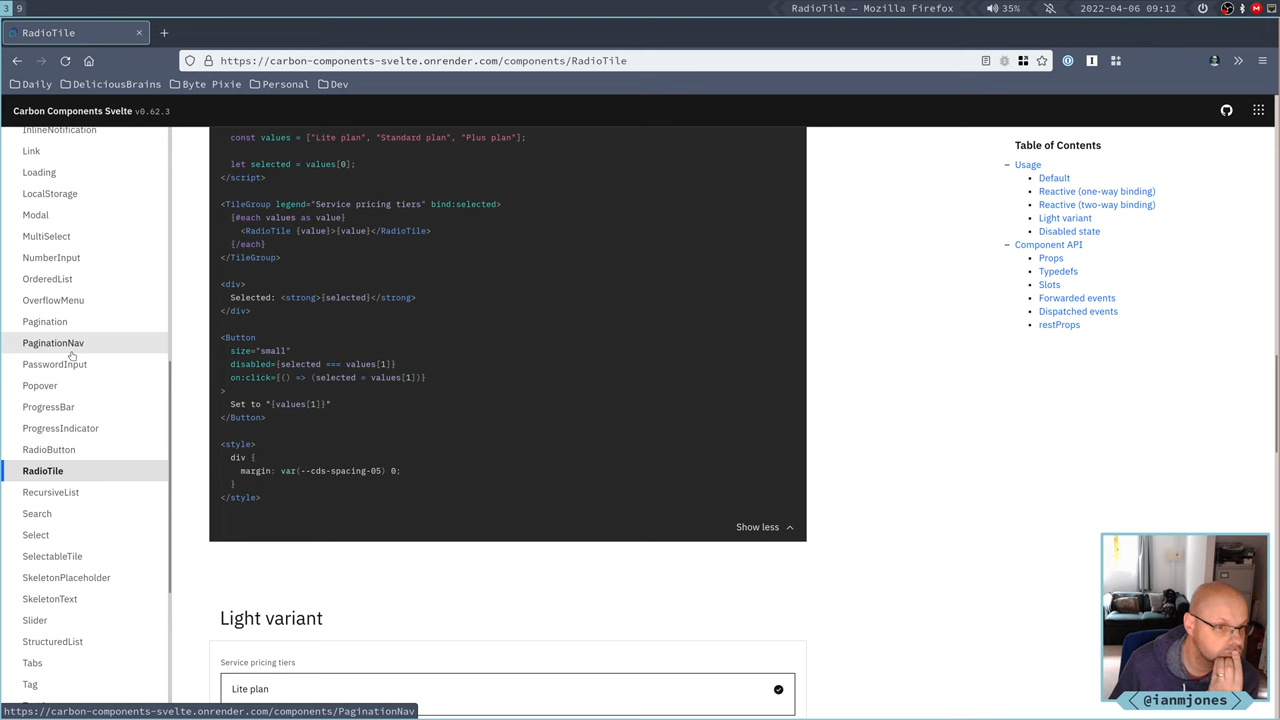 3 9
RadioTile — Mozilla Firefox
35%
2022-04-06 09:12
RadioTile
https://carbon-components-svelte.onrender.com/components/RadioTile
Daily
DeliciousBrains
Byte Pixie
Personal
Dev
Carbon Components Svelte v0.62.3
InlineNotification
Link
Loading
LocalStorage
Modal
MultiSelect
NumberInput
OrderedList
OverflowMenu
Pagination
PaginationNav
PasswordInput
Popover
ProgressBar
ProgressIndicator
RadioButton
RadioTile
RecursiveList
Search
Select
SelectableTile
SkeletonPlaceholder
SkeletonText
Slider
StructuredList
Tabs
Tag
const values = ["Lite plan", "Standard plan", "Plus plan"];
let selected = values[0];
</script>
<TileGroup legend="Service pricing tiers" bind:selected>
{#each values as value}
<RadioTile {value}>{value}</RadioTile>
{/each}
</TileGroup>
<div>
Selected: <strong>{selected}</strong>
</div>
<Button
size="small"
disabled={selected === values[1]}
on:click={() => (selected = values[1])}
>
Set to "{values[1]}"
</Button>
<style>
div {
margin: var(--cds-spacing-05) 0;
}
</style>
Show less
Light variant
Service pricing tiers
Lite plan
Table of Contents
Usage
Default
Reactive (one-way binding)
Reactive (two-way binding)
Light variant
Disabled state
Component API
Props
Typedefs
Slots
Forwarded events
Dispatched events
restProps
https://carbon-components-svelte.onrender.com/components/PaginationNav
@ianmjones